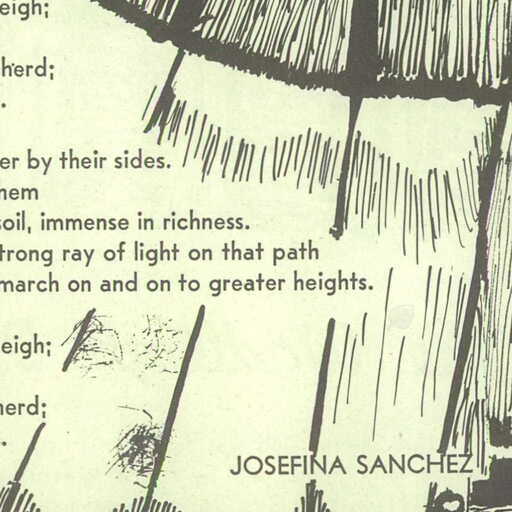 eigh;
herd;
.
er by their sides.
hem
soil, immense in richness.
trong ray of light on that path
march on and on to greater heights.
eigh;
herd;
.
JOSEFINA SANCHEZ